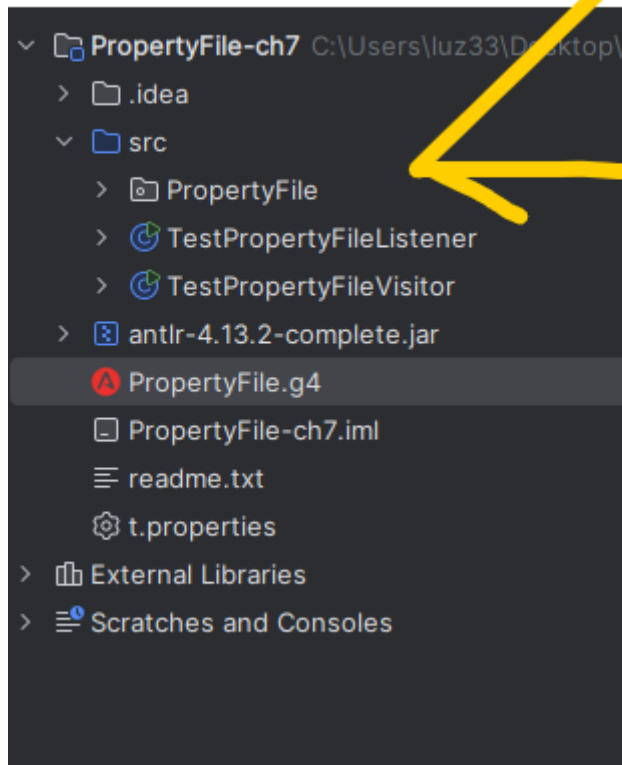 PropertyFile-ch7 C:\Users\luz33\Desktop\
.idea
src
PropertyFile
TestPropertyFileListener
TestPropertyFileVisitor
antlr-4.13.2-complete.jar
PropertyFile.g4
PropertyFile-ch7.iml
readme.txt
t.properties
External Libraries
Scratches and Consoles